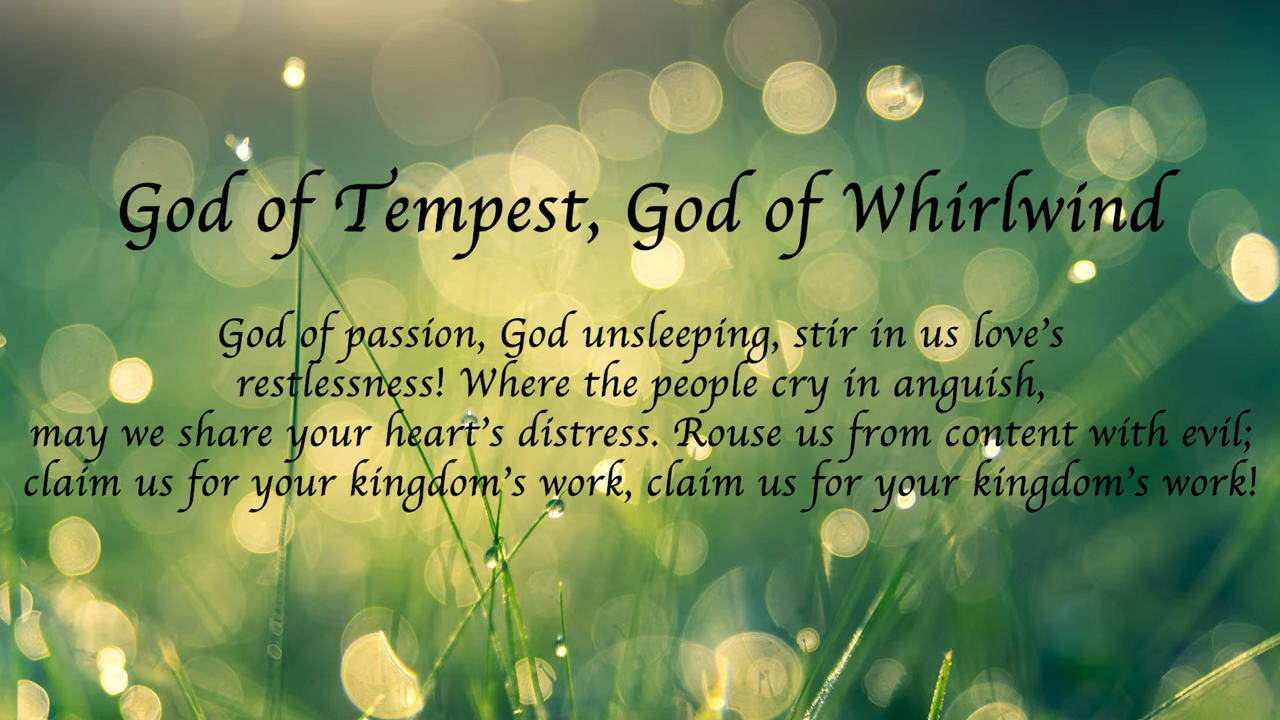 God of Tempest, God of Whirlwind
God of passion, God unsleeping, stir in us love's
restlessness! Where the people cry in anguish,
may we share your heart's distress. Rouse us from content with evil;
claim us for your kingdom's work, claim us for your kingdom's work!